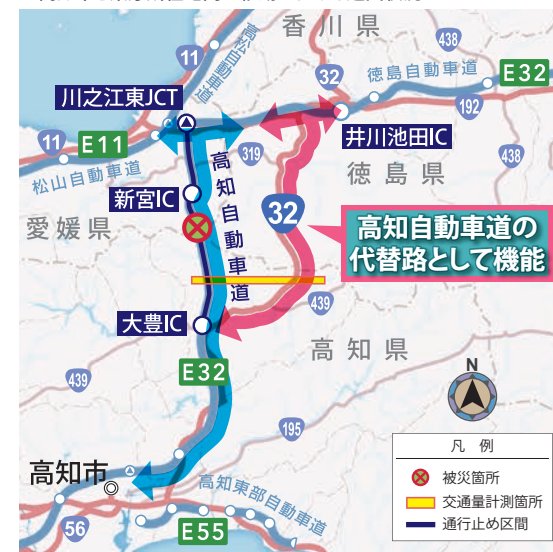 香川県
438
高松自動車道
11
32
徳島自動車道
E32
川之江東JCT
192
井川池田IC
11
E11
319
438
松山自動車道
高知自動車道
徳島県
新宮IC
32
愛媛県
高知自動車道の
代替路として機能
439
大豊IC
高知県
E32
N
439
195
凡例
高知市
被災箇所
高知東部自動車道
交通量計測箇所
56
E55
通行止め区間